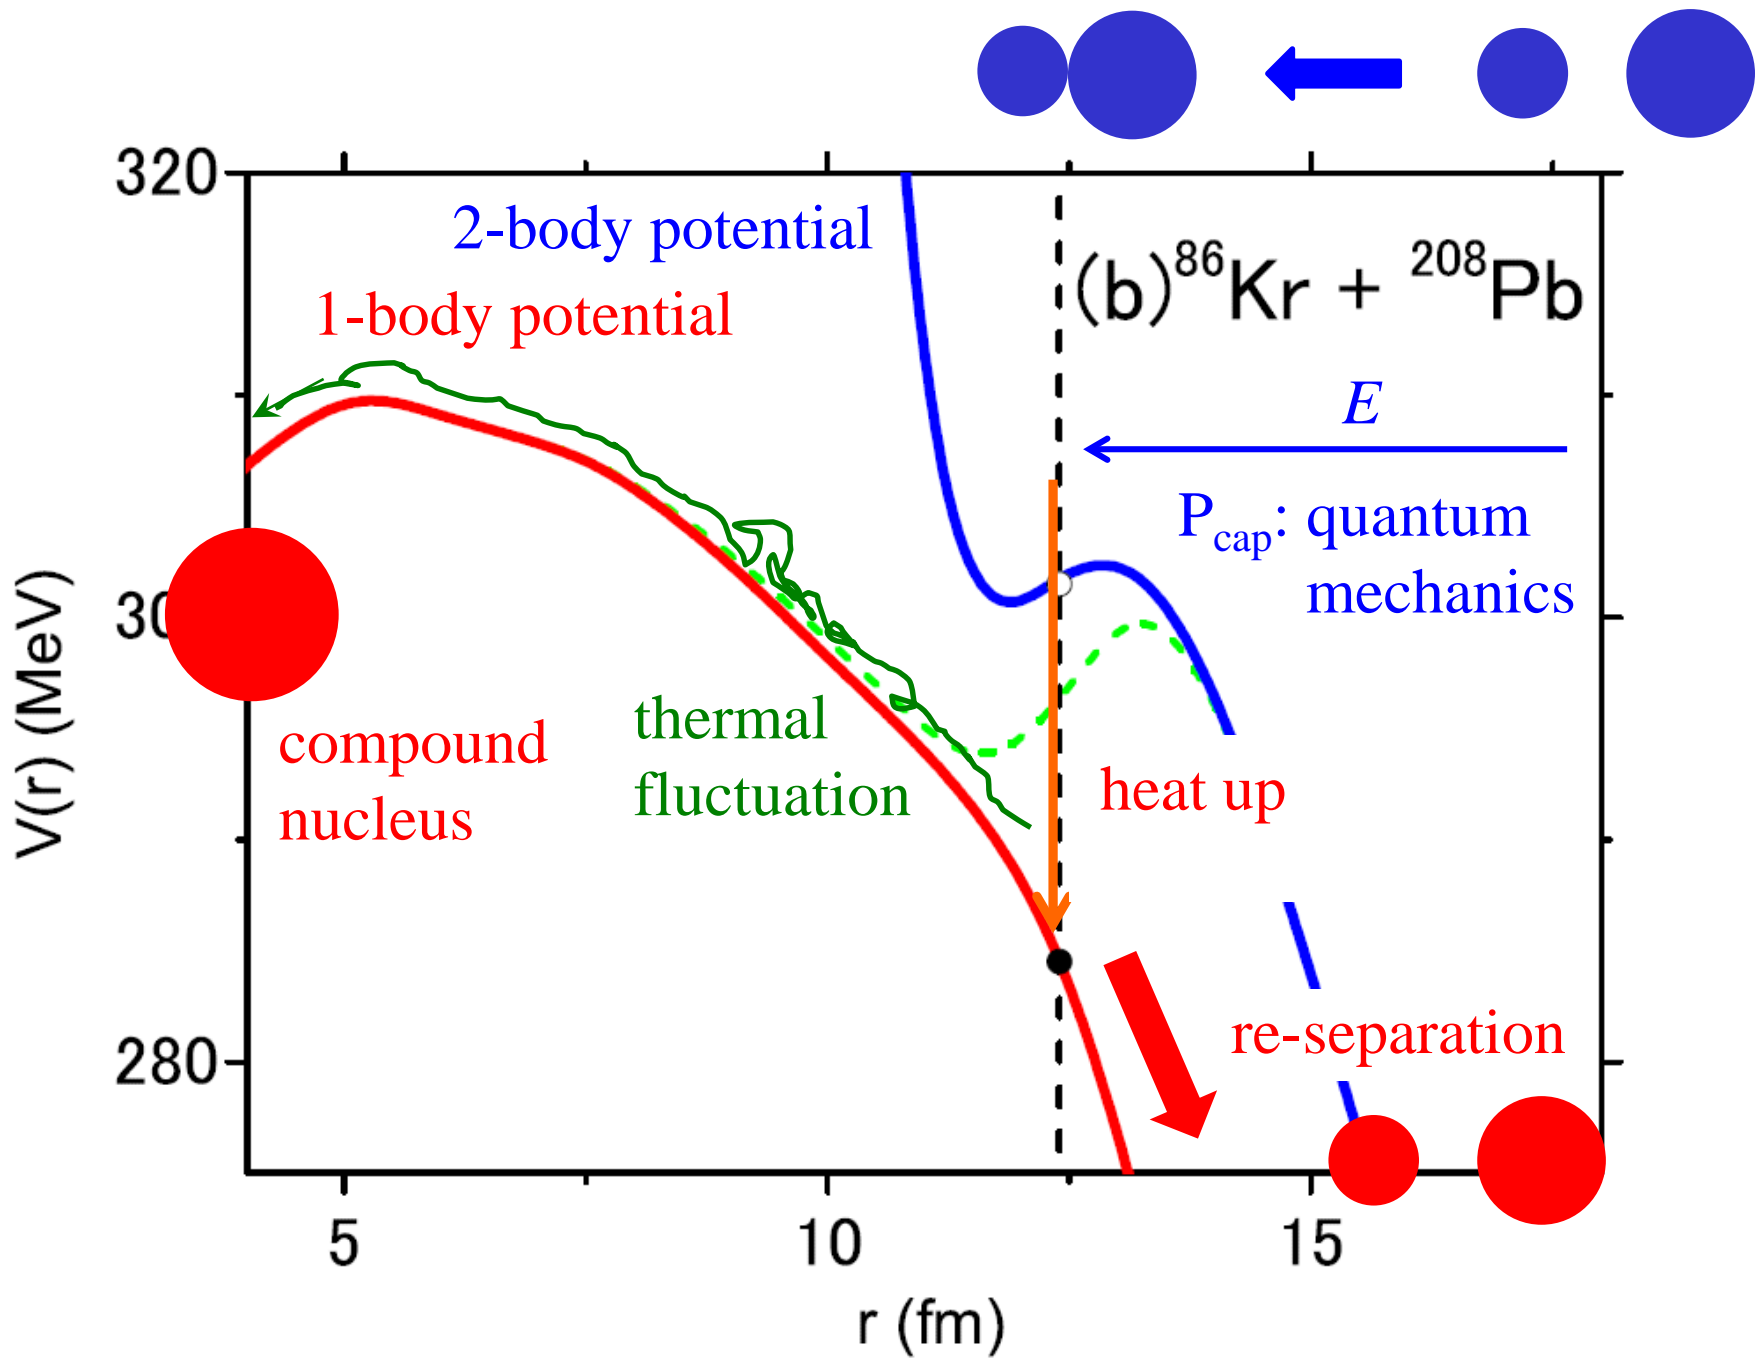 320
2-body potential
(b)⁸⁶Kr + ²⁰⁸Pb
1-body potential
E
P_cap: quantum
mechanics
V(r) (MeV)
30
thermal
fluctuation
compound
nucleus
heat up
re-separation
280
5
10
15
r (fm)